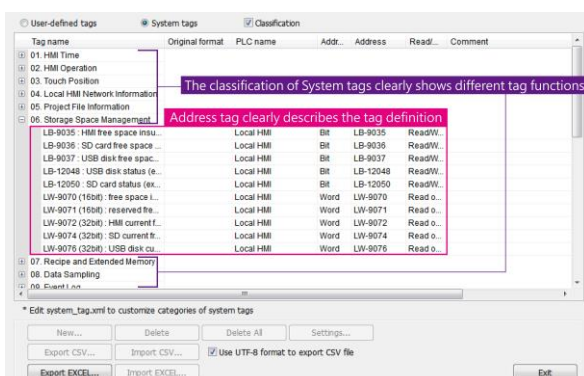 User-defined tags System tags Classification
Tag name Original format PLC name Addr... Address Read/... Comment
01. HMI Time
02. HMI Operation
03. Touch Position
The classification of System tags clearly shows different tag functions
04. Local HMI Network Information
05. Project File Information
06. Storage Space Management
Address tag clearly describes the tag definition
LB-9035 : HMI free space insu... Local HMI Bit LB-9035 Read/W...
LB-9036 : SD card free space ... Local HMI Bit LB-9036 Read/W...
LB-9037 : USB disk free spac... Local HMI Bit LB-9037 Read/W...
LB-12048 : USB disk status (e... Local HMI Bit LB-12048 Read/W...
LB-12050 : SD card status (ex... Local HMI Bit LB-12050 Read/W...
LW-9070 (16bit) : free space i... Local HMI Word LW-9070 Read o...
LW-9071 (16bit) : reserved fre... Local HMI Word LW-9071 Read o...
LW-9072 (32bit) : HMI current f... Local HMI Word LW-9072 Read o...
LW-9074 (32bit) : SD current fr... Local HMI Word LW-9074 Read o...
LW-9076 (32bit) : USB disk cu... Local HMI Word LW-9076 Read o...
07. Recipe and Extended Memory
08. Data Sampling
09. Event Log
* Edit system_tag.xml to customize categories of system tags
New... Delete Delete All Settings...
Export CSV... Import CSV... Use UTF-8 format to export CSV file
Export EXCEL... Import EXCEL... Exit